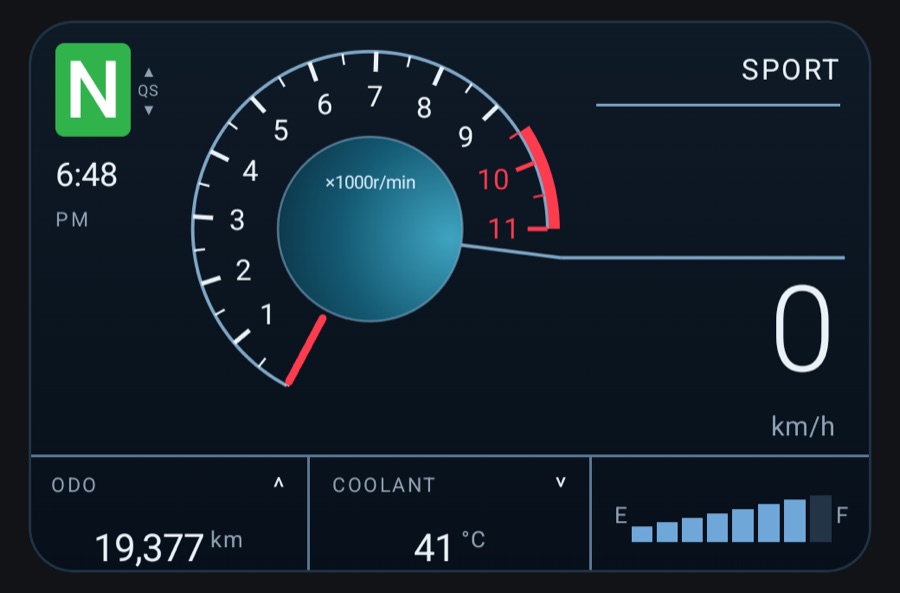 N
QS
6:48
PM
SPORT
×1000r/min
1
2
3
4
5
6
7
8
9
10
11
0
km/h
ODO
19,377 km
COOLANT
41 °C
E F